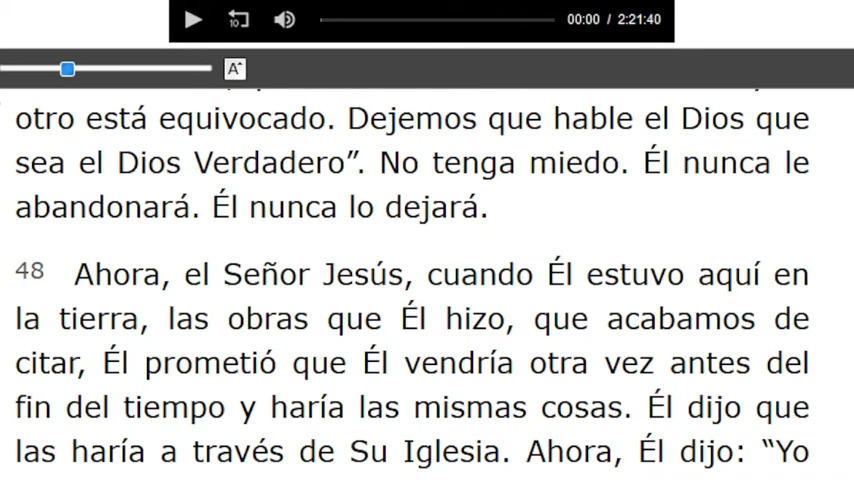 10
00:00 / 2:21:40
A
otro está equivocado. Dejemos que hable el Dios que
sea el Dios Verdadero”. No tenga miedo. Él nunca le
abandonará. Él nunca lo dejará.
48 Ahora, el Señor Jesús, cuando Él estuvo aquí en
la tierra, las obras que Él hizo, que acabamos de
citar, Él prometió que Él vendría otra vez antes del
fin del tiempo y haría las mismas cosas. Él dijo que
las haría a través de Su Iglesia. Ahora, Él dijo: “Yo